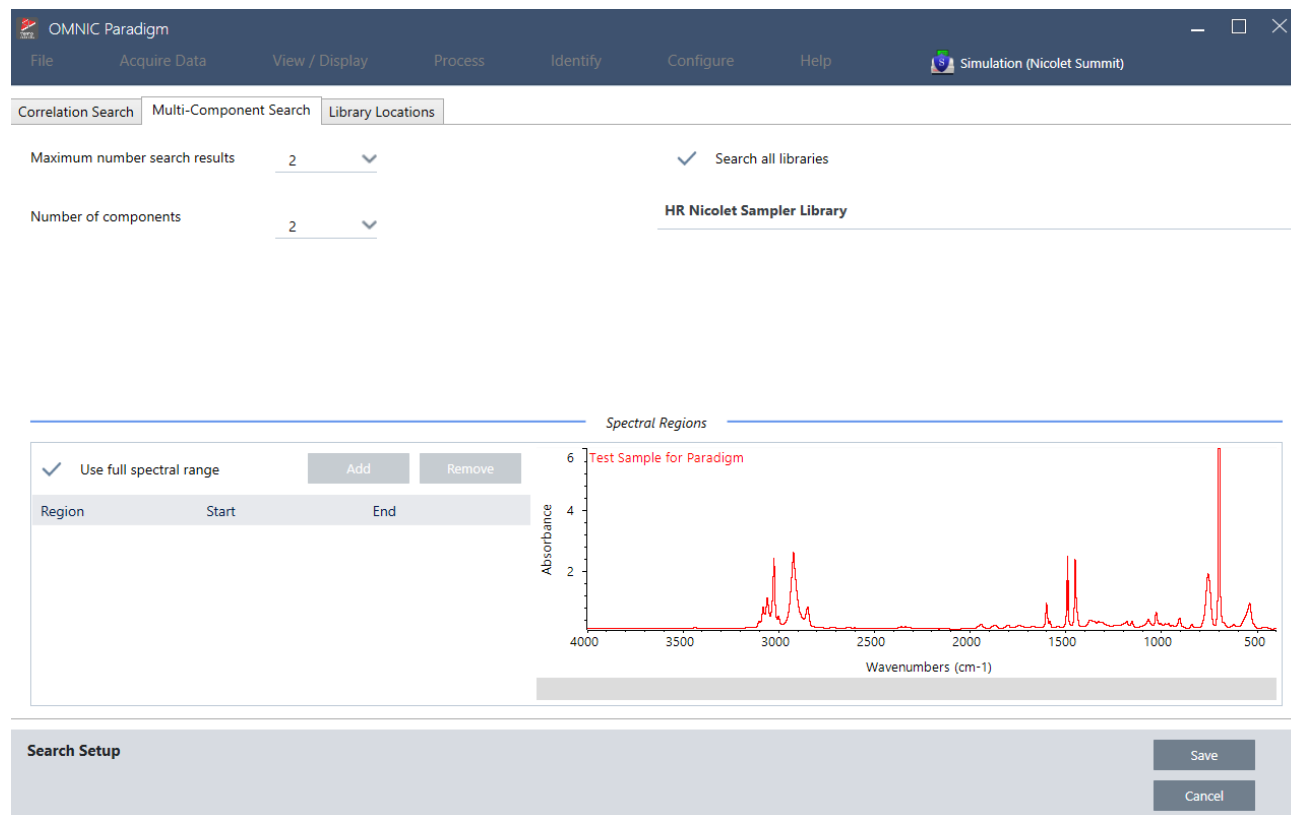 OMNIC Paradigm
File Acquire Data View / Display Process Identify Configure Help Simulation (Nicolet Summit)
Correlation Search Multi-Component Search Library Locations
Maximum number search results 2 Search all libraries
Number of components 2 HR Nicolet Sampler Library
Spectral Regions
Use full spectral range Add Remove
Region Start End
Test Sample for Paradigm
Absorbance
6
4
2
4000 3500 3000 2500 2000 1500 1000 500
Wavenumbers (cm-1)
Search Setup
Save
Cancel